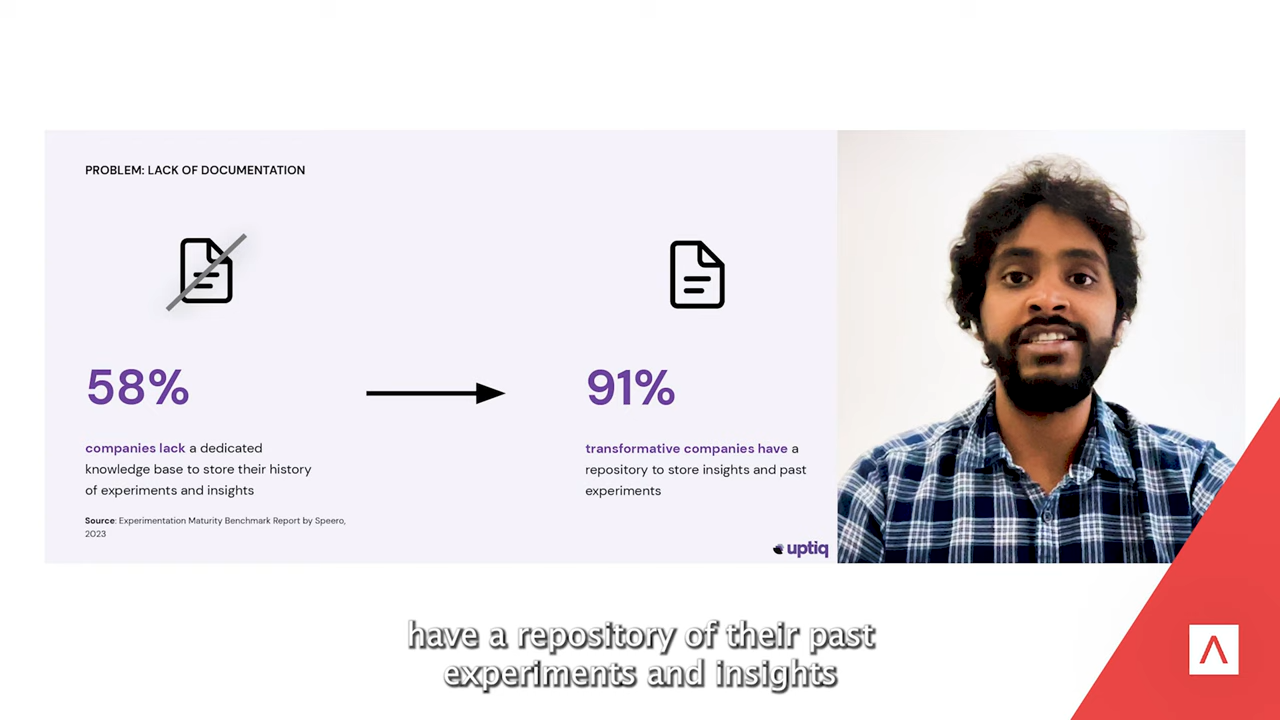 PROBLEM: LACK OF DOCUMENTATION
58%
companies lack a dedicated
knowledge base to store their history
of experiments and insights
Source: Experimentation Maturity Benchmark Report by Speero,
2023
91%
transformative companies have a
repository to store insights and past
experiments
uptiq
have a repository of their past
experiments and insights